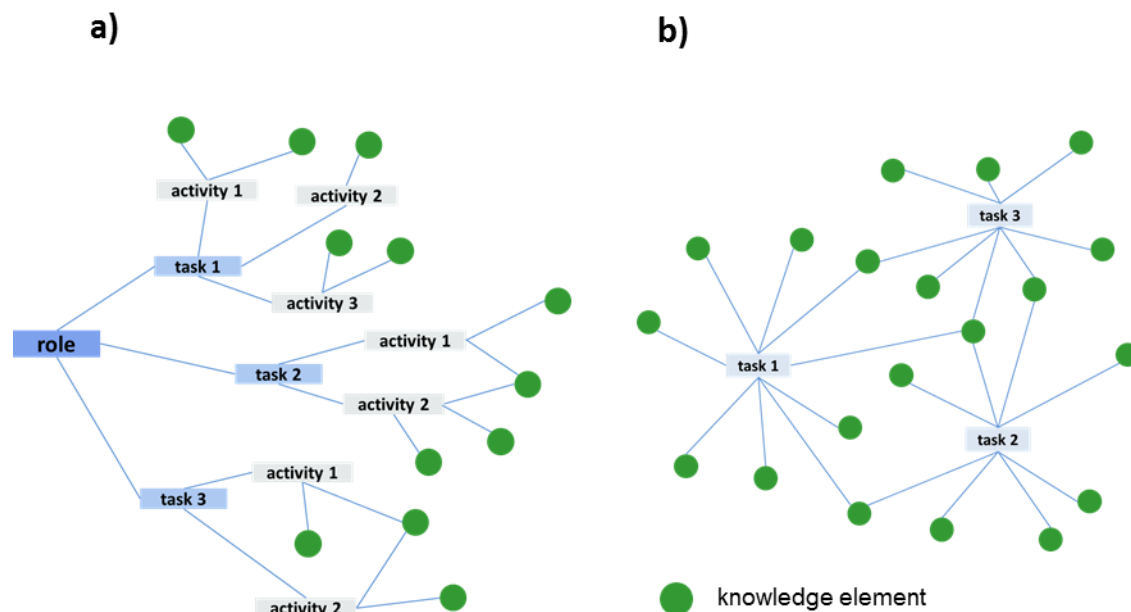 a)
b)
activity 1
activity 2
task 3
task 1
activity 3
role
activity 1
task 1
task 2
activity 2
task 2
activity 1
task 3
activity 2
knowledge element